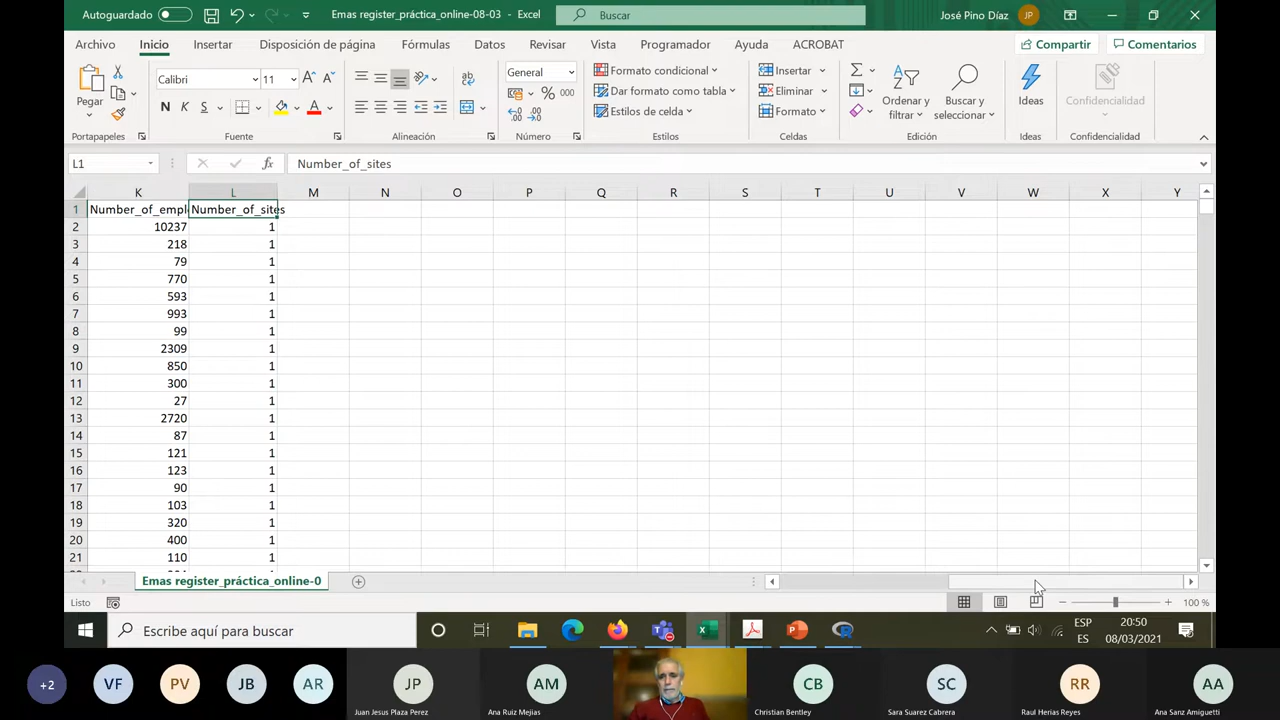 Autoguardado
Emas register_práctica_online-08-03 - Excel
Buscar
José Pino Díaz
JP
Archivo
Inicio
Insertar
Disposición de página
Fórmulas
Datos
Revisar
Vista
Programador
Ayuda
ACROBAT
Compartir
Comentarios
Pegar
Calibri
11
N K S
General
% 000
Formato condicional
Dar formato como tabla
Estilos de celda
Insertar
Eliminar
Formato
Ordenar y filtrar
Buscar y seleccionar
Ideas
Confidencialidad
Portapapeles
Fuente
Alineación
Número
Estilos
Celdas
Edición
Ideas
Confidencialidad
L1
fx
Number_of_sites
K L M N O P Q R S T U V W X Y
1 Number_of_empl Number_of_sites
2 10237 1
3 218 1
4 79 1
5 770 1
6 593 1
7 993 1
8 99 1
9 2309 1
10 850 1
11 300 1
12 27 1
13 2720 1
14 87 1
15 121 1
16 123 1
17 90 1
18 103 1
19 320 1
20 400 1
21 110 1
Emas register_práctica_online-0
Listo
100 %
Escribe aquí para buscar
ESP
ES
20:50
08/03/2021
+2
VF
PV
JB
AR
JP
Juan Jesus Plaza Perez
AM
Ana Ruiz Mejias
CB
Christian Bentley
SC
Sara Suarez Cabrera
RR
Raul Herias Reyes
AA
Ana Sanz Amiguetti